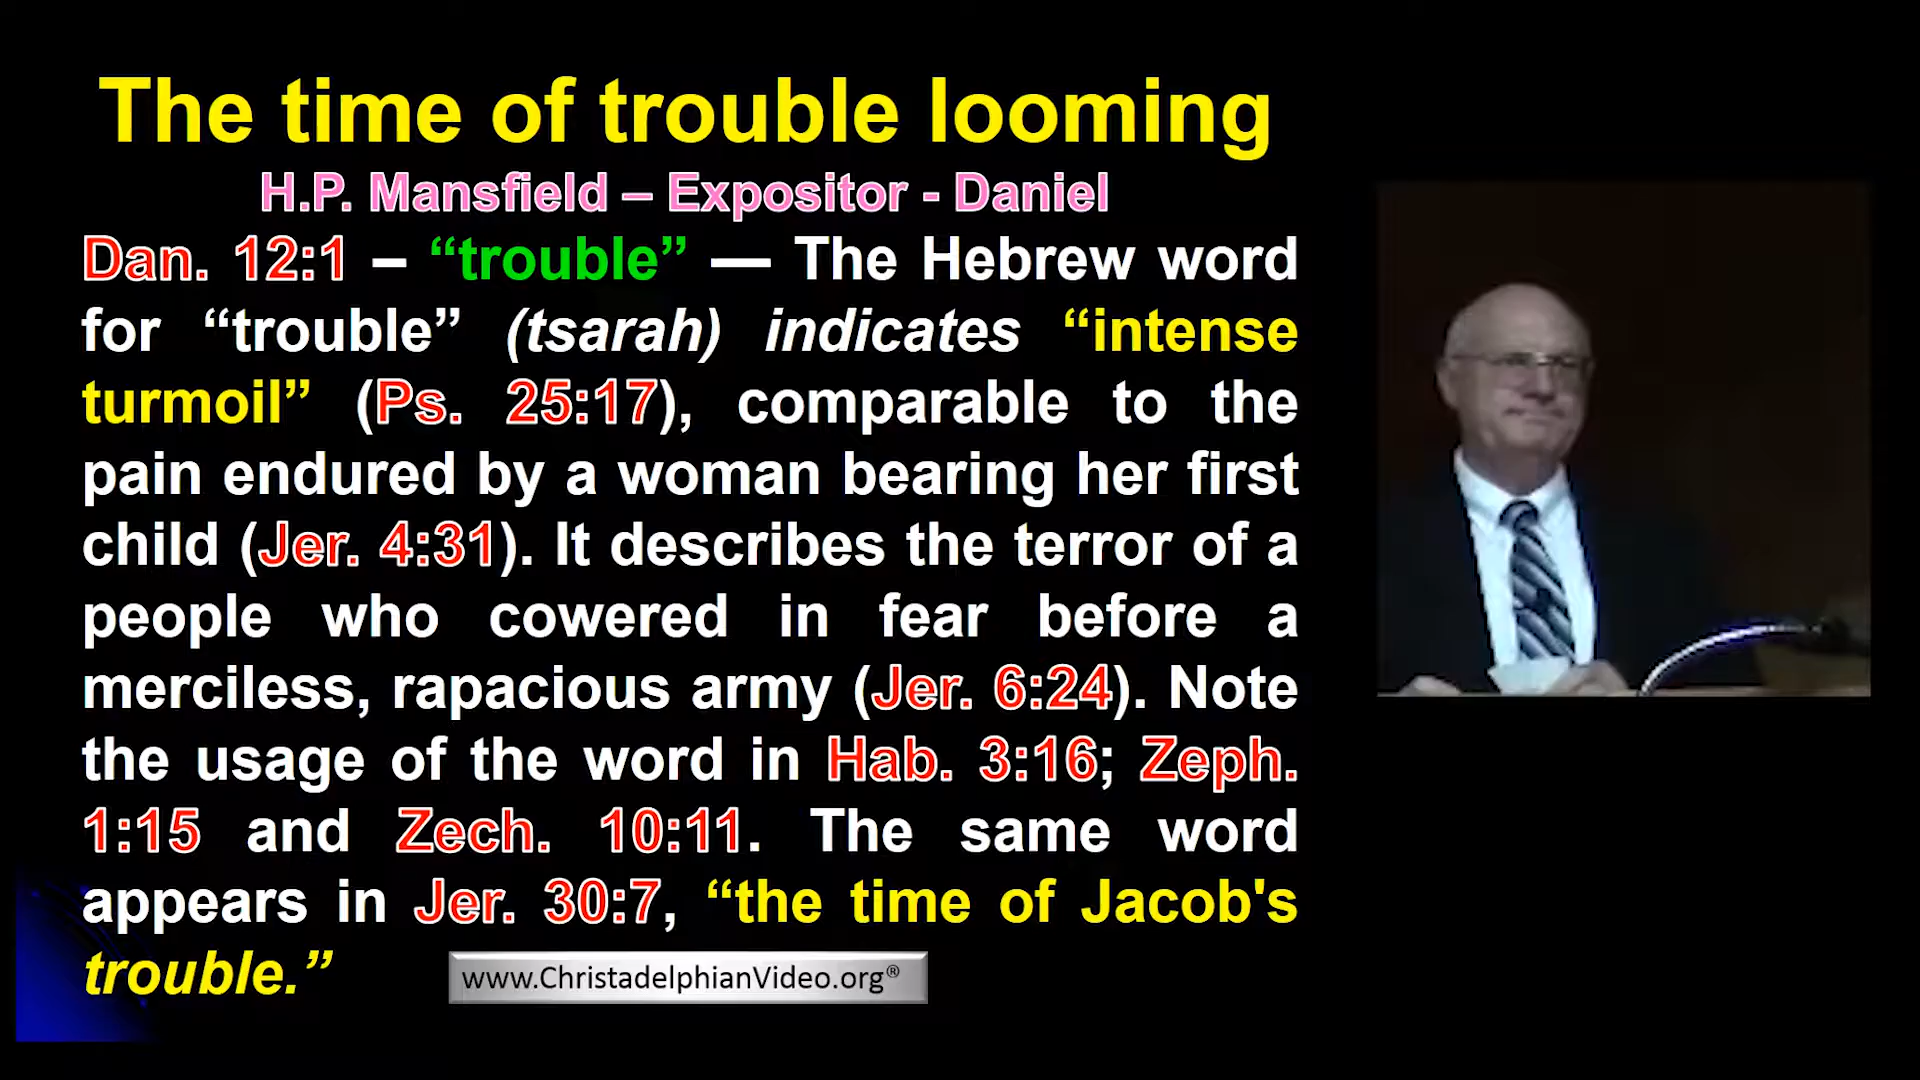 The time of trouble looming
H.P. Mansfield – Expositor - Daniel
Dan. 12:1 – “trouble” — The Hebrew word
for “trouble” (tsarah) indicates “intense
turmoil” (Ps. 25:17), comparable to the
pain endured by a woman bearing her first
child (Jer. 4:31). It describes the terror of a
people who cowered in fear before a
merciless, rapacious army (Jer. 6:24). Note
the usage of the word in Hab. 3:16; Zeph.
1:15 and Zech. 10:11. The same word
appears in Jer. 30:7, “the time of Jacob's
trouble.”
www.ChristadelphianVideo.org®